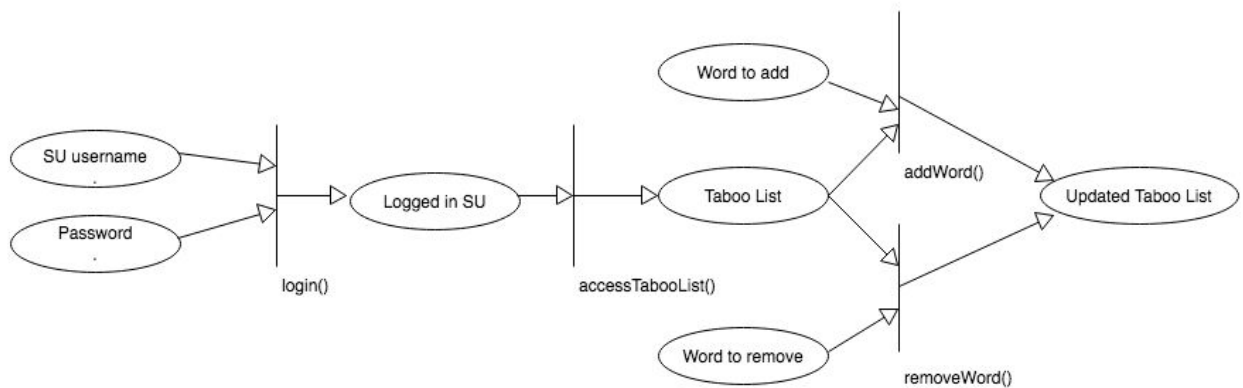 SU username
.
Password
.
login()
Logged in SU
accessTabooList()
Word to add
Taboo List
Word to remove
addWord()
removeWord()
Updated Taboo List